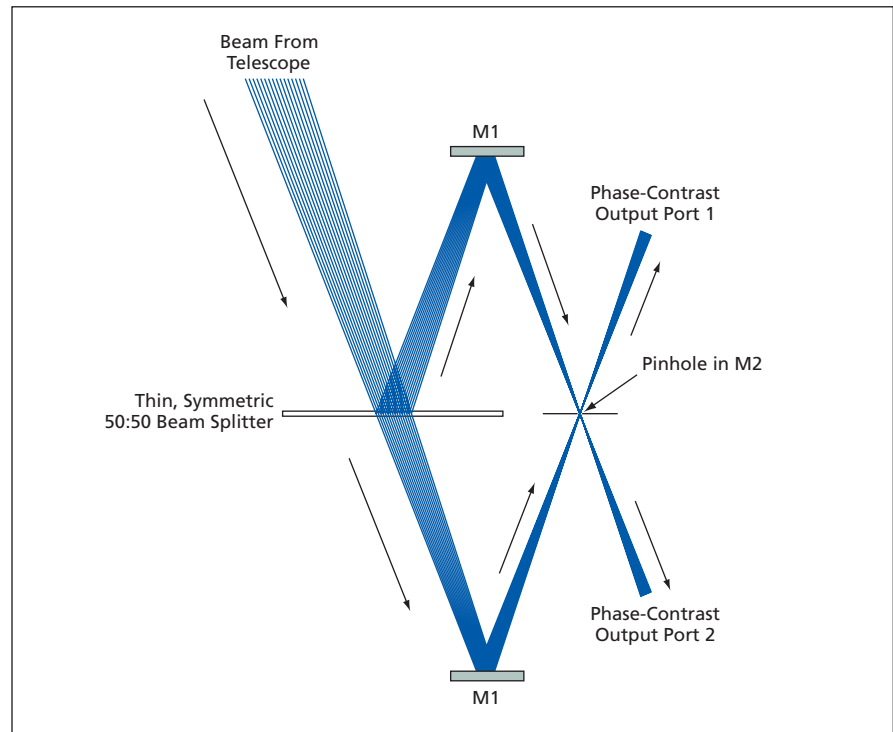 Beam From
Telescope
M1
Phase-Contrast
Output Port 1
Pinhole in M2
Thin, Symmetric
50:50 Beam Splitter
Phase-Contrast
Output Port 2
M1